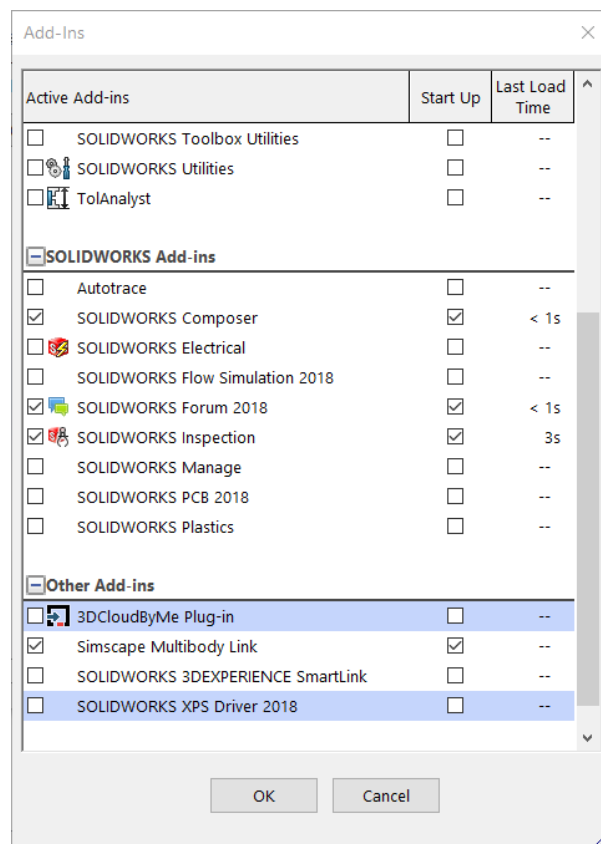 Add-Ins
Active Add-ins Start Up Last Load Time
SOLIDWORKS Toolbox Utilities --
SOLIDWORKS Utilities --
TolAnalyst --
SOLIDWORKS Add-ins
Autotrace --
SOLIDWORKS Composer < 1s
SOLIDWORKS Electrical --
SOLIDWORKS Flow Simulation 2018 --
SOLIDWORKS Forum 2018 < 1s
SOLIDWORKS Inspection 3s
SOLIDWORKS Manage --
SOLIDWORKS PCB 2018 --
SOLIDWORKS Plastics --
Other Add-ins
3DCloudByMe Plug-in --
Simscape Multibody Link --
SOLIDWORKS 3DEXPERIENCE SmartLink --
SOLIDWORKS XPS Driver 2018 --
OK Cancel